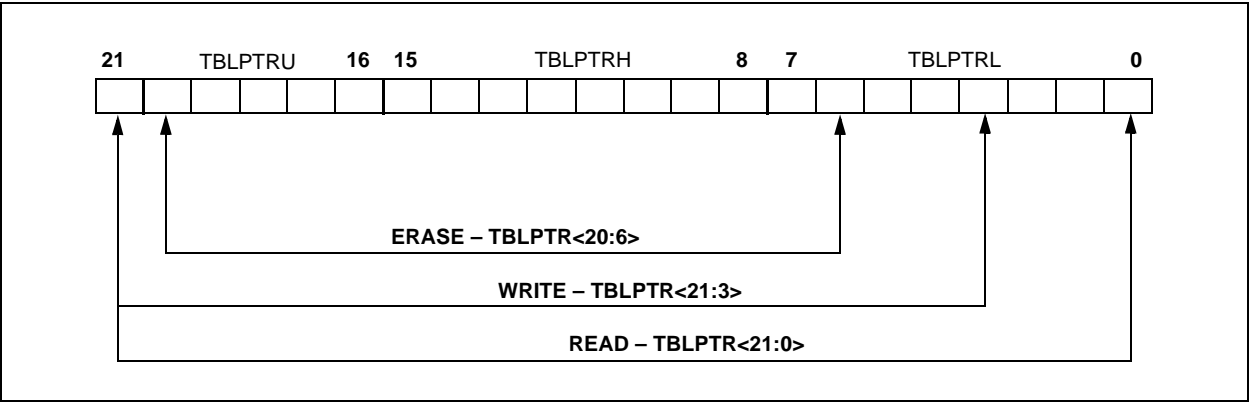 21 TBLPTRU 16 15 TBLPTRH 8 7 TBLPTRL 0
ERASE – TBLPTR<20:6>
WRITE – TBLPTR<21:3>
READ – TBLPTR<21:0>